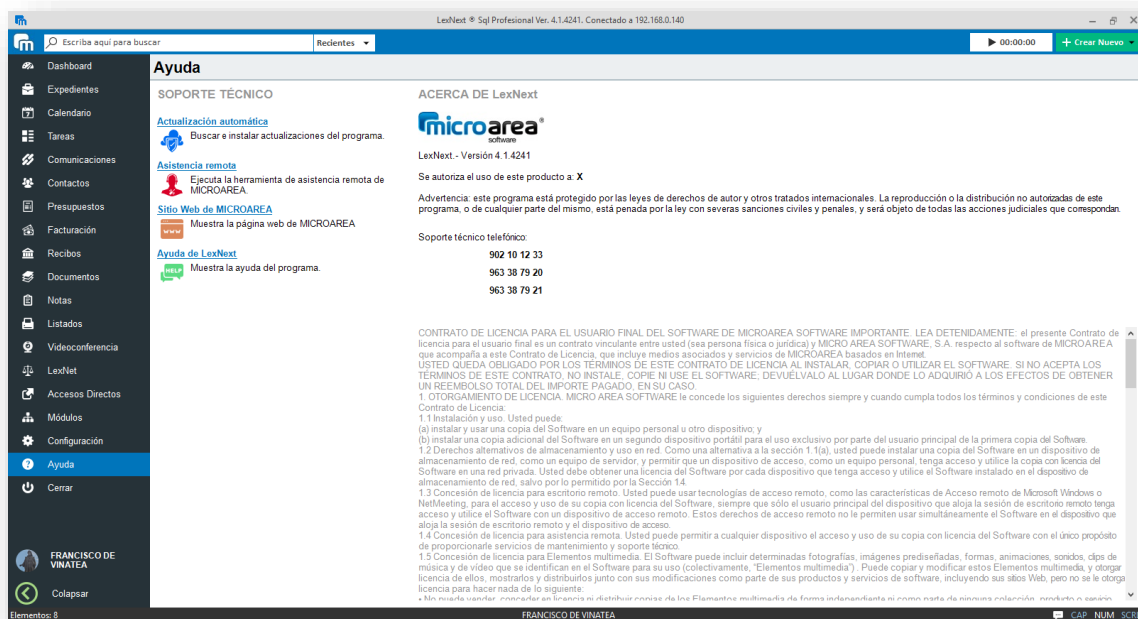 LexNext ® Sql Profesional Ver. 4.1.4241. Conectado a 192.168.0.140
Escriba aquí para buscar
Recientes
00:00:00
+ Crear Nuevo
Dashboard
Expedientes
Calendario
Tareas
Comunicaciones
Contactos
Presupuestos
Facturación
Recibos
Documentos
Notas
Listados
Videoconferencia
LexNet
Accesos Directos
Módulos
Configuración
Ayuda
Cerrar
FRANCISCO DE
VINATEA
Colapsar
Ayuda
SOPORTE TÉCNICO
Actualización automática
Buscar e instalar actualizaciones del programa.
Asistencia remota
Ejecuta la herramienta de asistencia remota de
MICROAREA.
Sitio Web de MICROAREA
www
Muestra la página web de MICROAREA
Ayuda de LexNext
HELP
Muestra la ayuda del programa.
ACERCA DE LexNext
microarea®
software
LexNext.- Versión 4.1.4241
Se autoriza el uso de este producto a: X
Advertencia: este programa está protegido por las leyes de derechos de autor y otros tratados internacionales. La reproducción o la distribución no autorizadas de este
programa, o de cualquier parte del mismo, está penada por la ley con severas sanciones civiles y penales, y será objeto de todas las acciones judiciales que correspondan.
Soporte técnico telefónico:
902 10 12 33
963 38 79 20
963 38 79 21
CONTRATO DE LICENCIA PARA EL USUARIO FINAL DEL SOFTWARE DE MICROAREA SOFTWARE IMPORTANTE. LEA DETENIDAMENTE: el presente Contrato de
licencia para el usuario final es un contrato vinculante entre usted (sea persona física o jurídica) y MICRO AREA SOFTWARE, S.A. respecto al software de MICROAREA
que acompaña a este Contrato de Licencia, que incluye medios asociados y servicios de MICROAREA basados en Internet.
USTED QUEDA OBLIGADO POR LOS TÉRMINOS DE ESTE CONTRATO DE LICENCIA AL INSTALAR, COPIAR O UTILIZAR EL SOFTWARE. SI NO ACEPTA LOS
TÉRMINOS DE ESTE CONTRATO, NO INSTALE, COPIE NI USE EL SOFTWARE; DEVUÉLVALO AL LUGAR DONDE LO ADQUIRIÓ A LOS EFECTOS DE OBTENER
UN REEMBOLSO TOTAL DEL IMPORTE PAGADO, EN SU CASO.
1. OTORGAMIENTO DE LICENCIA. MICRO AREA SOFTWARE le concede los siguientes derechos siempre y cuando cumpla todos los términos y condiciones de este
Contrato de Licencia:
1.1 Instalación y uso. Usted puede:
(a) instalar y usar una copia del Software en un equipo personal u otro dispositivo; y
(b) instalar una copia adicional del Software en un segundo dispositivo portátil para el uso exclusivo por parte del usuario principal de la primera copia del Software.
1.2 Derechos alternativos de almacenamiento y uso en red. Como una alternativa a la sección 1.1(a), usted puede instalar una copia del Software en un dispositivo de
almacenamiento de red, como un equipo de servidor, y permitir que un dispositivo de acceso, como un equipo personal, tenga acceso y utilice la copia con licencia del
Software en una red privada. Usted debe obtener una licencia del Software por cada dispositivo que tenga acceso y utilice el Software instalado en el dispositivo de
almacenamiento de red, salvo por lo permitido por la Sección 1.4.
1.3 Concesión de licencia para escritorio remoto. Usted puede usar tecnologías de acceso remoto, como las características de Acceso remoto de Microsoft Windows o
NetMeeting, para el acceso y uso de su copia con licencia del Software, siempre que sólo el usuario principal del dispositivo que aloja la sesión de escritorio remoto tenga
acceso y utilice el Software con un dispositivo de acceso remoto. Estos derechos de acceso remoto no le permiten usar simultáneamente el Software en el dispositivo que
aloja la sesión de escritorio remoto y el dispositivo de acceso.
1.4 Concesión de licencia para asistencia remota. Usted puede permitir a cualquier dispositivo el acceso y uso de su copia con licencia del Software con el único propósito
de proporcionarle servicios de mantenimiento y soporte técnico.
1.5 Concesión de licencia para Elementos multimedia. El Software puede incluir determinadas fotografías, imágenes prediseñadas, formas, animaciones, sonidos, clips de
música y de vídeo que se identifican en el Software para su uso (colectivamente, "Elementos multimedia") . Puede copiar y modificar estos Elementos multimedia, y otorgar
licencia de ellos, mostrarlos y distribuirlos junto con sus modificaciones como parte de sus productos y servicios de software, incluyendo sus sitios Web, pero no se le otorga
licencia para hacer nada de lo siguiente:
• No puede vender, conceder en licencia ni distribuir copias de los Elementos multimedia de forma independiente ni como parte de ninguna colección, producto o servicio
Elementos: 8
FRANCISCO DE VINATEA
CAP NUM SCR